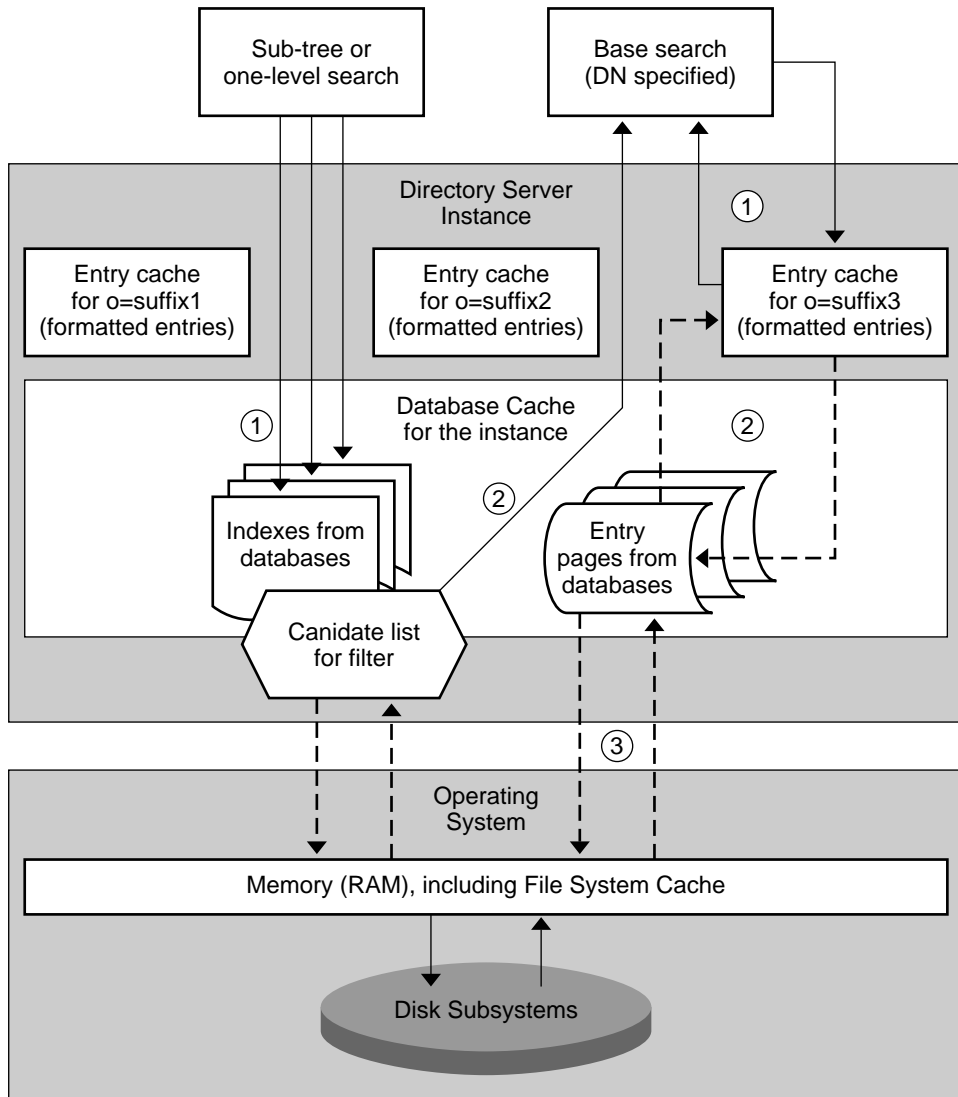 Sub-tree or
one-level search
Base search
(DN specified)
Directory Server
Instance
1
Entry cache
for o=suffix1
(formatted entries)
Entry cache
for o=suffix2
(formatted entries)
Entry cache
for o=suffix3
(formatted entries)
Database Cache
for the instance
1
2
2
Indexes from
databases
Entry
pages from
databases
Canidate list
for filter
3
Operating
System
Memory (RAM), including File System Cache
Disk Subsystems